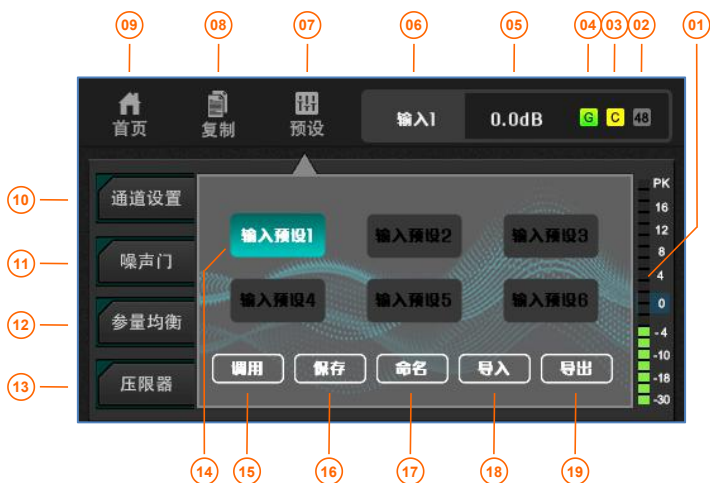 09 08 07 06 05 04 03 02 01
首页 复制 预设 输入1 0.0dB G C 48
PK
10 通道设置 16
输入预设1 输入预设2 输入预设3 12
11 噪声门 8
4
输入预设4 输入预设5 输入预设6 0
12 参量均衡 -4
调用 保存 命名 导入 导出 -10
13 压限器 -18
-30
14 15 16 17 18 19